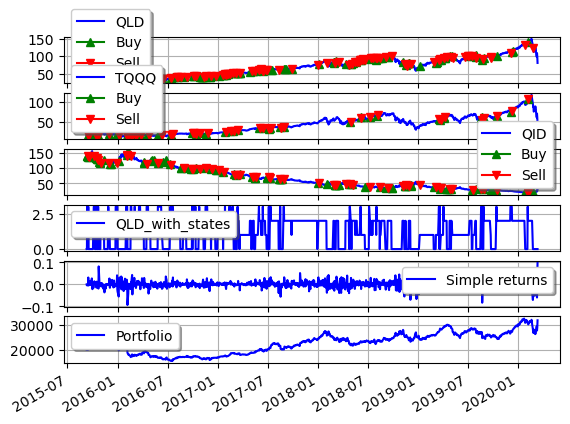 QLD
Buy
Sell
150
100
50
TQQQ
Buy
Sell
100
50
QID
Buy
Sell
150
100
50
QLD_with_states
2.5
0.0
Simple returns
0.1
0.0
−0.1
Portfolio
30000
20000
2015-07
2016-01
2016-07
2017-01
2017-07
2018-01
2018-07
2019-01
2019-07
2020-01